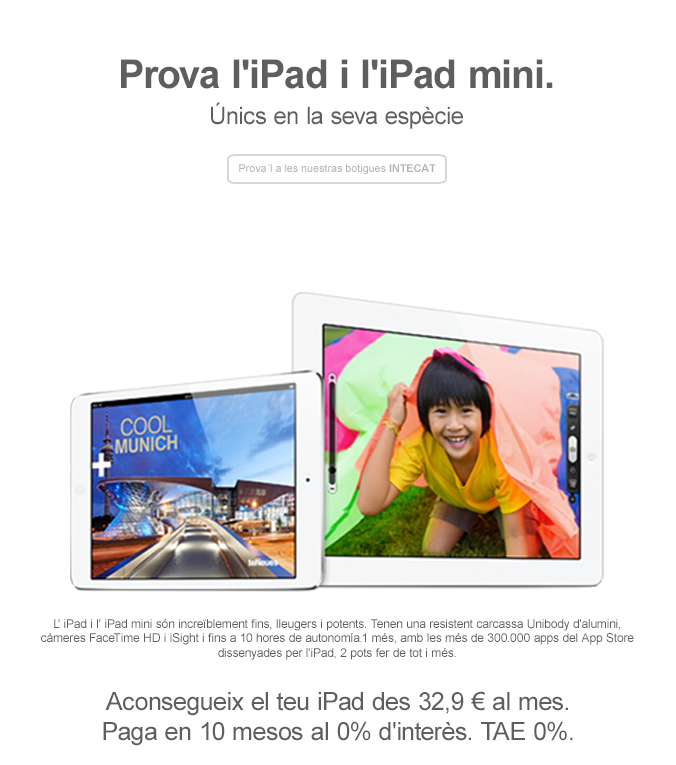 Prova l'iPad i l'iPad mini.
Únics en la seva espècie
Prova´l a les nuestras botigues INTECAT
COOL
MUNICH
+
teNeues
L' iPad i l' iPad mini són increïblement fins, lleugers i potents. Tenen una resistent carcassa Unibody d'alumini,
càmeres FaceTime HD i iSight i fins a 10 hores de autonomía.1 més, amb les més de 300.000 apps del App Store
dissenyades per l'iPad, 2 pots fer de tot i més.
Aconsegueix el teu iPad des 32,9 € al mes.
Paga en 10 mesos al 0% d'interès. TAE 0%.